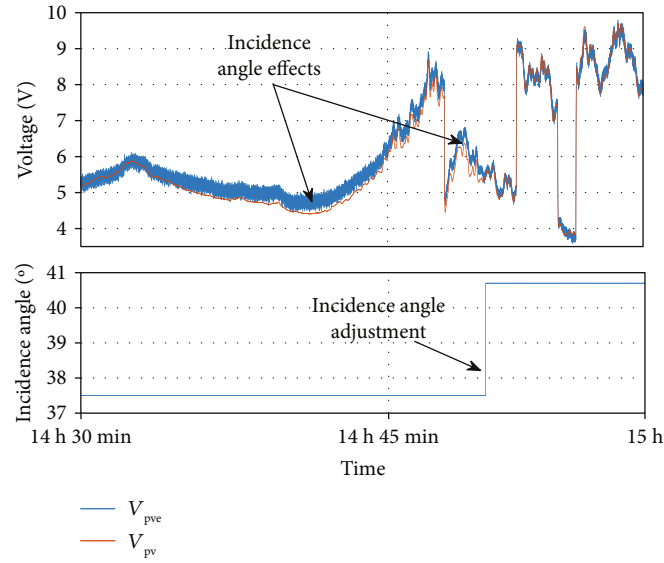 10
9
8
7
6
5
4
Voltage (V)
Incidence
angle effects
41
40
39
38
37
Incidence angle (°)
Incidence angle
adjustment
14 h 30 min
14 h 45 min
15 h
Time
Vpve
Vpv